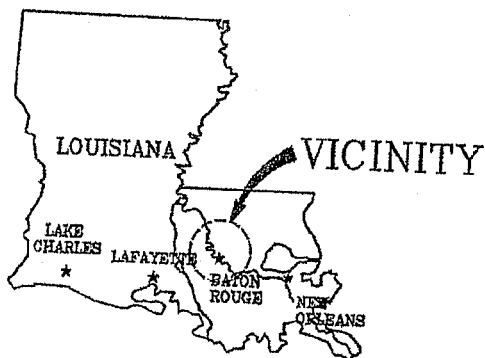 LOUISIANA
VICINITY
LAKE
CHARLES
LAFAYETTE
BATON
ROUGE
NEW
ORLEANS